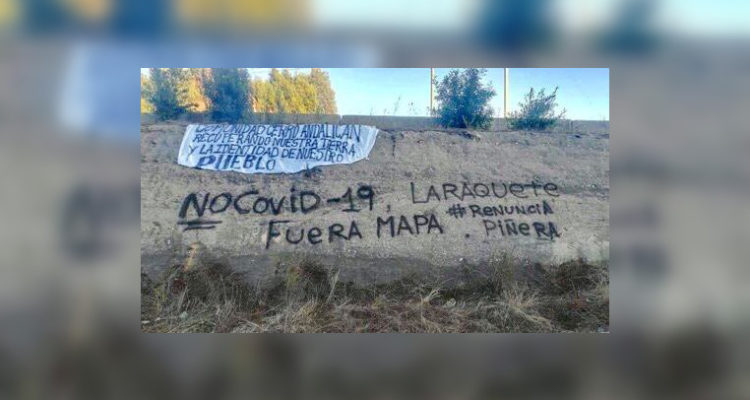 COMUNIDAD CERRO ANDALICAN
RECUPERANDO NUESTRA TIERRA
Y LA IDENTIDAD DE NUESTRO
PUEBLO
NO COViD-19. LARAQUETE
FUERA MAPA. #RENUNCiA
PiÑERA